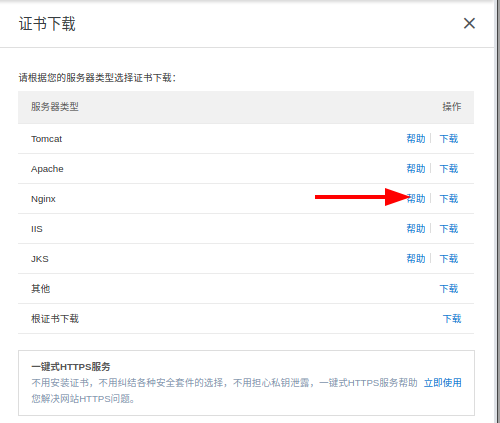 证书下载
请根据您的服务器类型选择证书下载:
服务器类型 操作
Tomcat 帮助 下载
Apache 帮助 下载
Nginx 帮助 下载
IIS 帮助 下载
JKS 帮助 下载
其他 下载
根证书下载 下载
一键式HTTPS服务
不用安装证书，不用纠结各种安全套件的选择，不用担心私钥泄露，一键式HTTPS服务帮助 立即使用
您解决网站HTTPS问题。